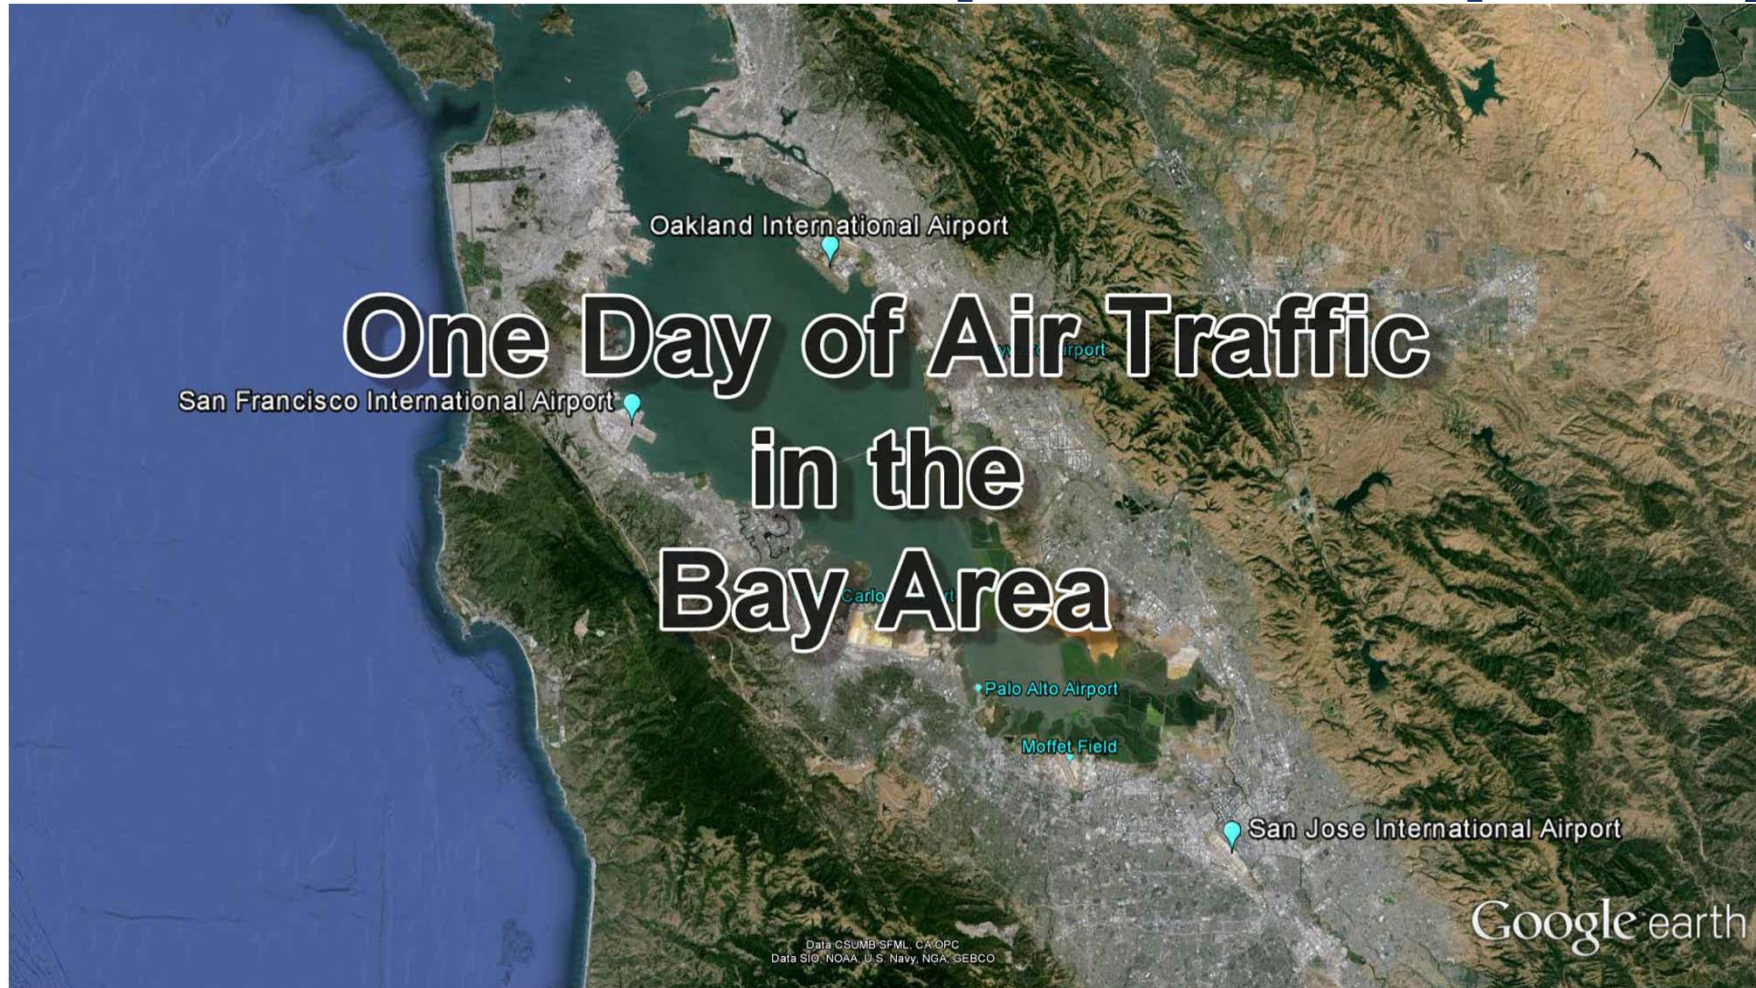 Oakland International Airport
One Day of Air Traffic
irport
San Francisco International Airport
in the
Carlo
Bay Area
Palo Alto Airport
Moffet Field
San Jose International Airport
Google earth
Data CSUMB SFML, CA OPC
Data SIO, NOAA, U.S. Navy, NGA, GEBCO